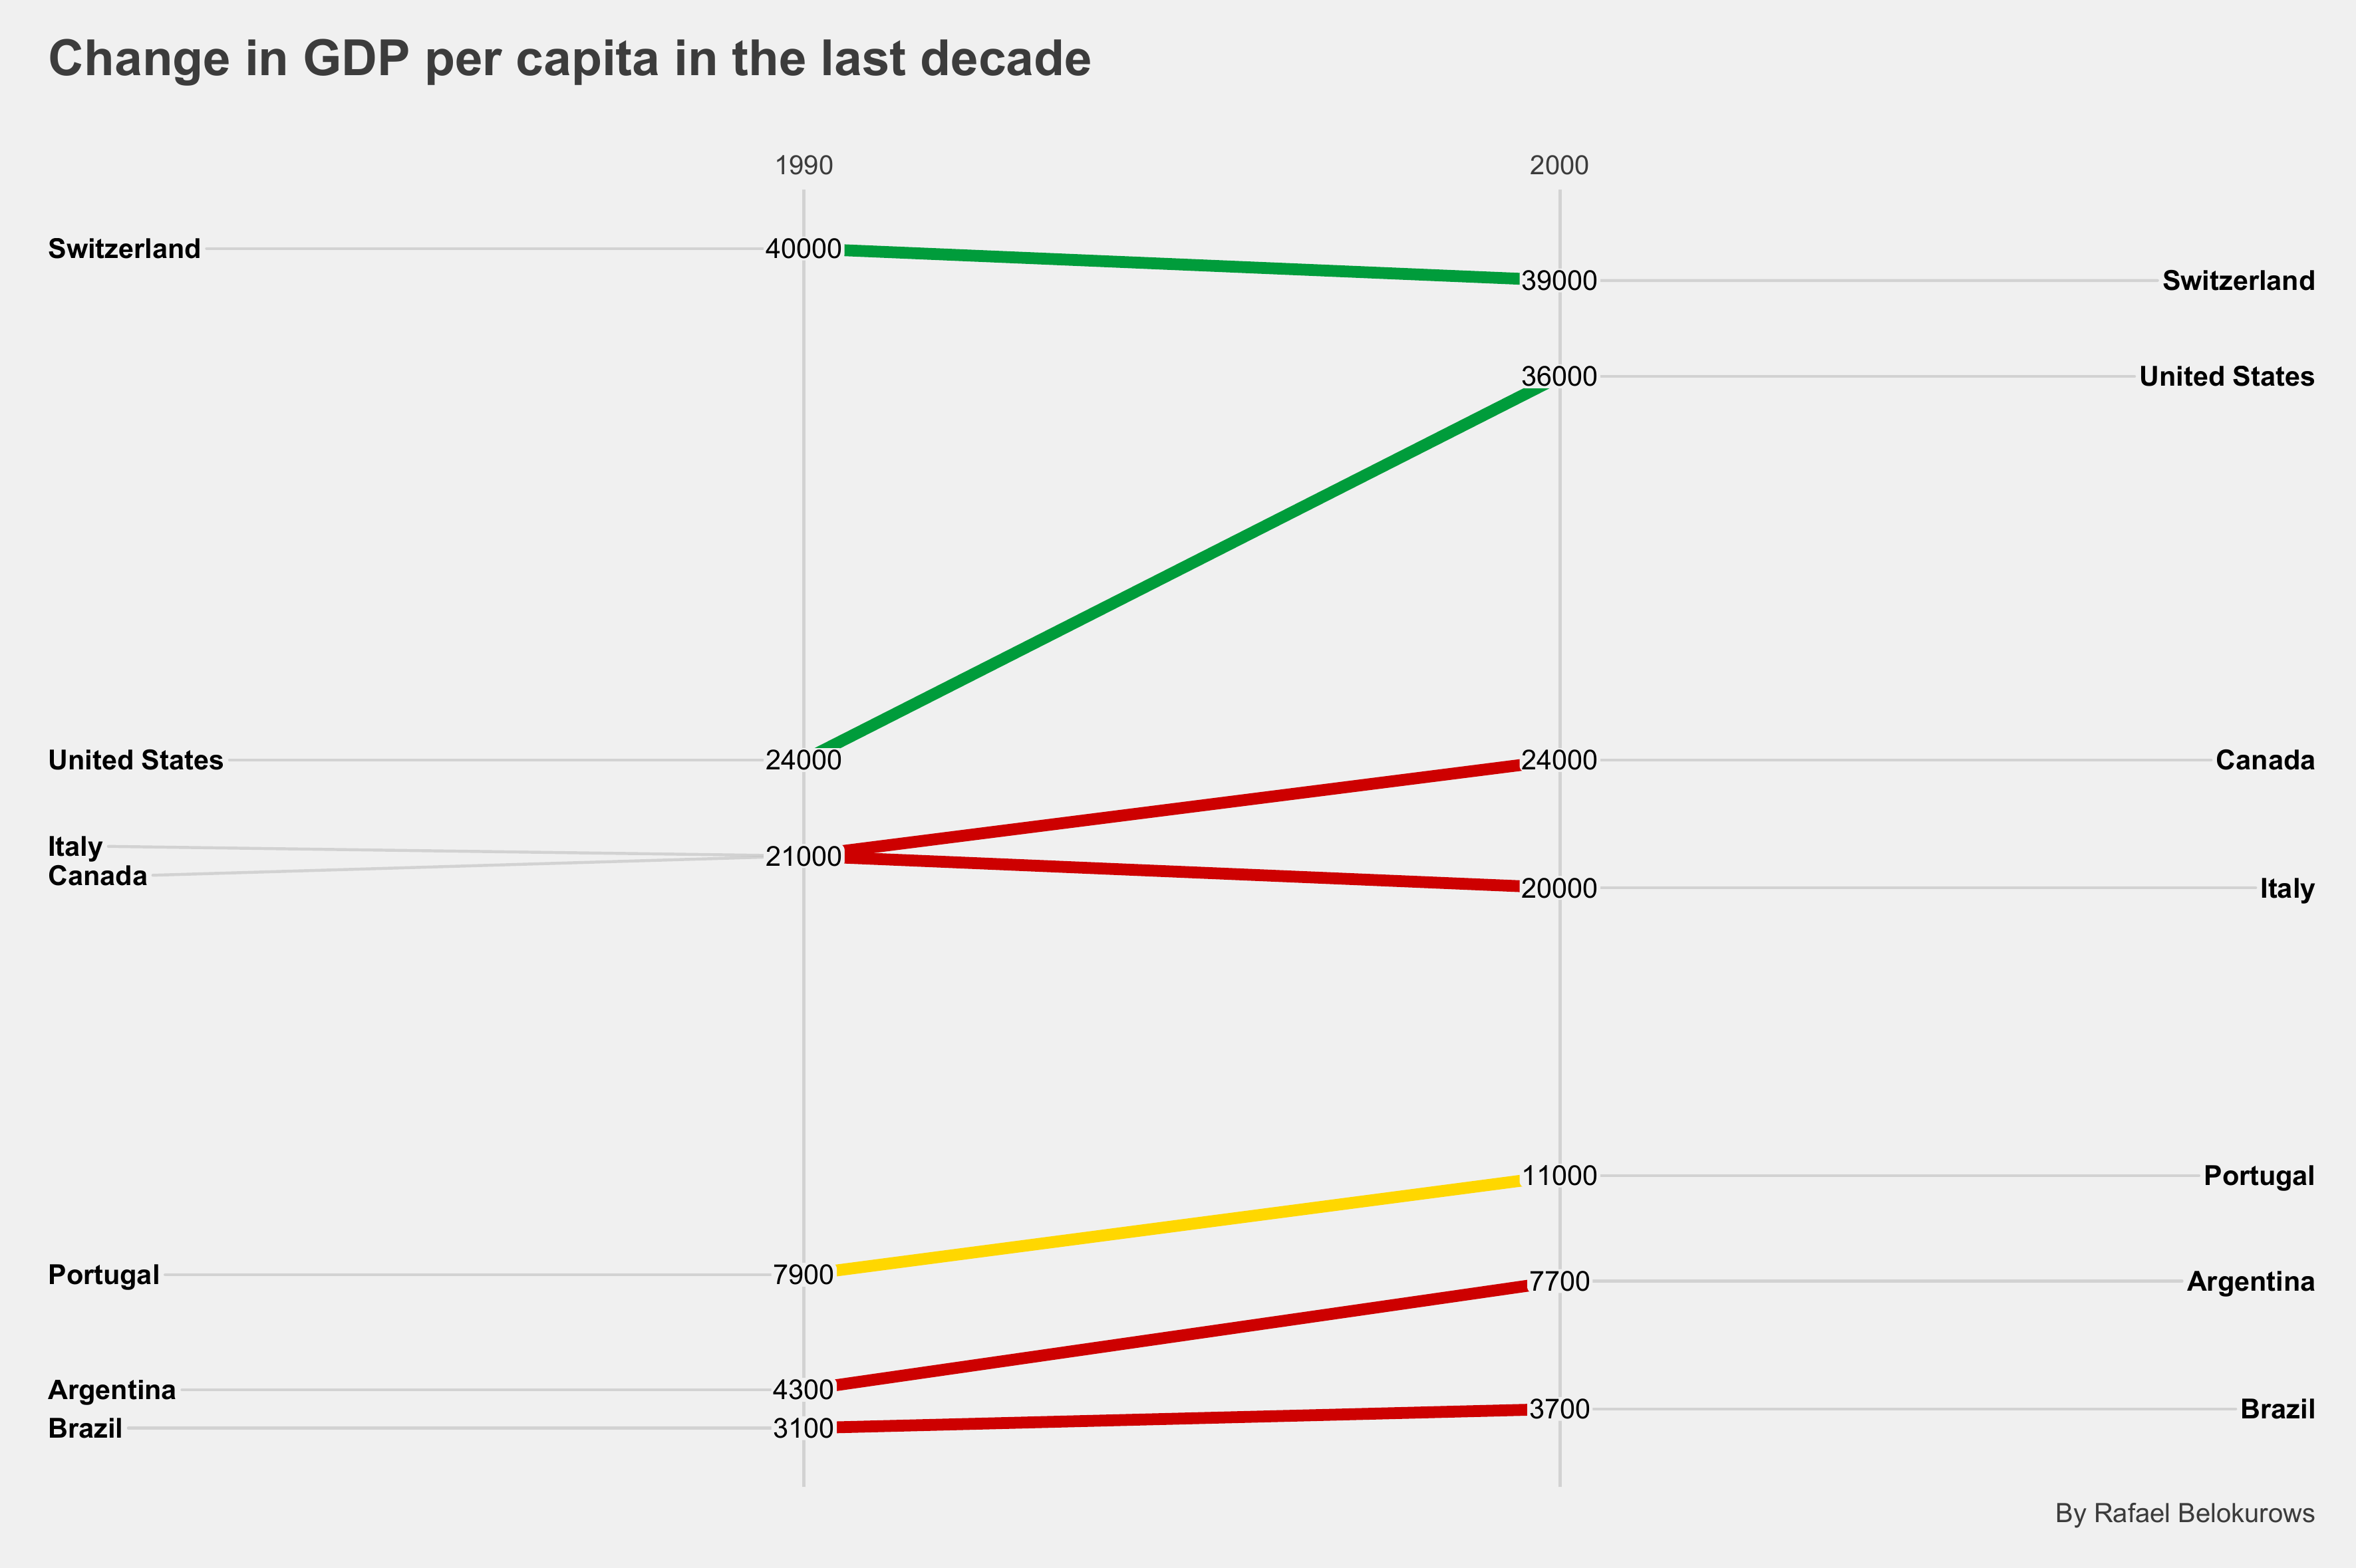 Change in GDP per capita in the last decade
1990 2000
Switzerland 40000 39000 Switzerland
36000 United States
United States 24000 24000 Canada
Italy
Canada
21000
20000 Italy
11000 Portugal
Portugal 7900 7700 Argentina
Argentina 4300
Brazil 3100 3700 Brazil
By Rafael Belokurows